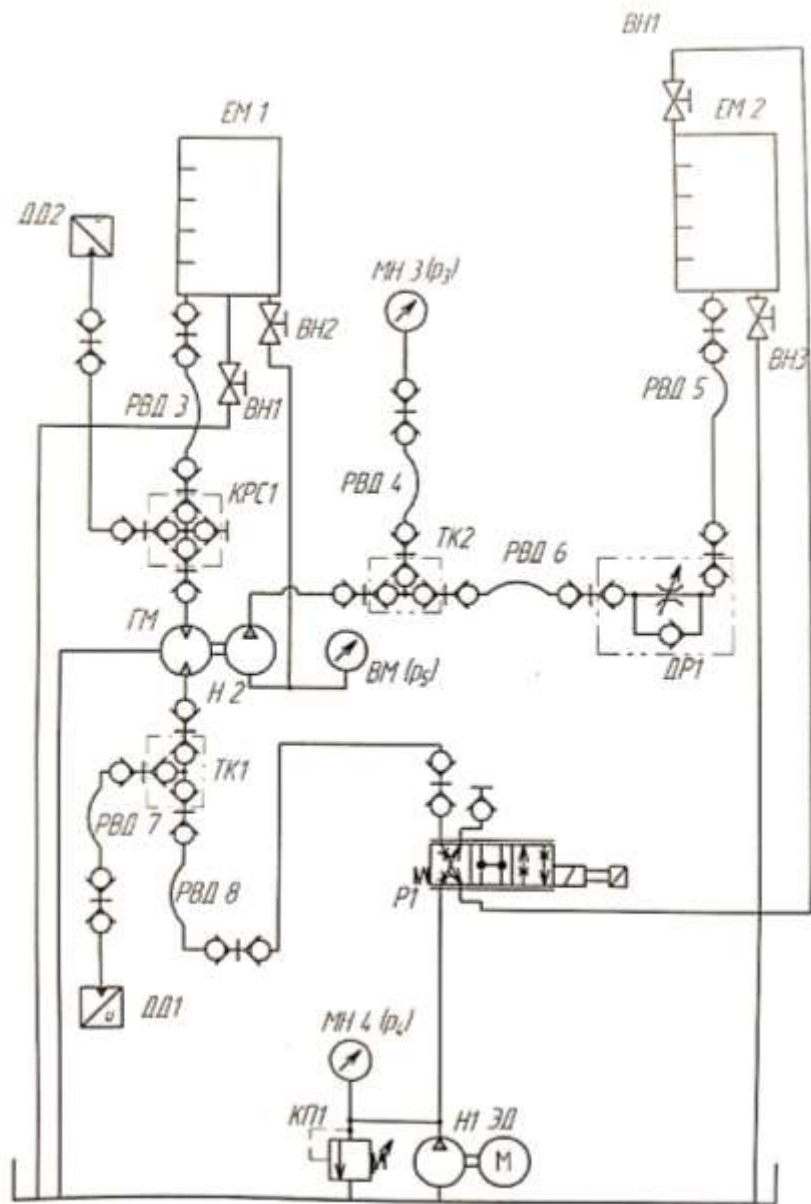 ВН1
ЕМ 1
ЕМ 2
ДД2
МН 3 (p₃)
ВН2
ВН3
РВД 3
ВН1
РВД 5
КРС1
РВД 4
ТК2
РВД 6
ГМ
ВМ (p₅)
ДР1
Н 2
ТК1
РВД 7
РВД 8
Р1
ДД1
u
МН 4 (p₄)
КП1
Н1 ЭД
М